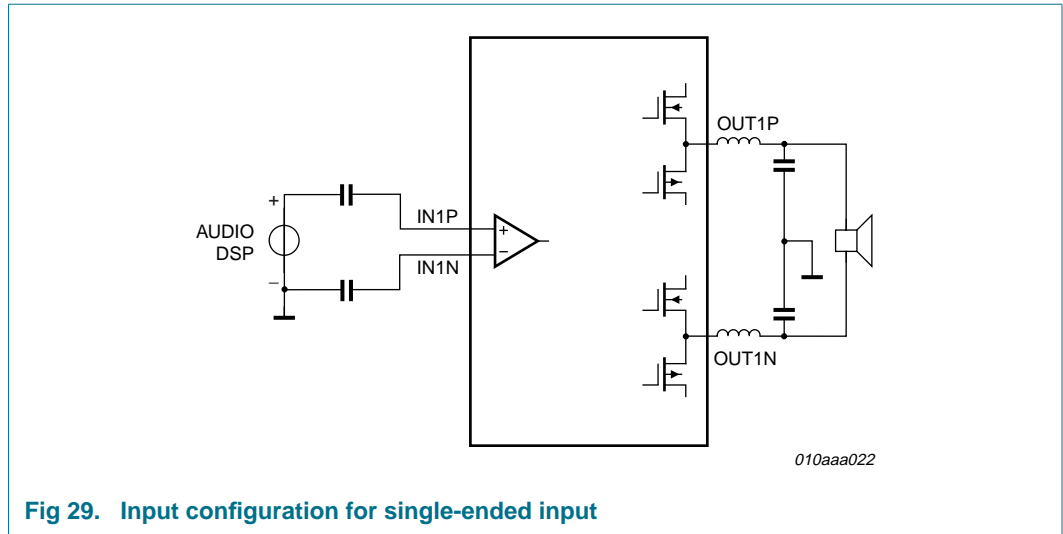 OUT1P
+
IN1P
+
AUDIO
DSP
−
IN1N
−
OUT1N
010aaa022
Fig 29. Input configuration for single-ended input